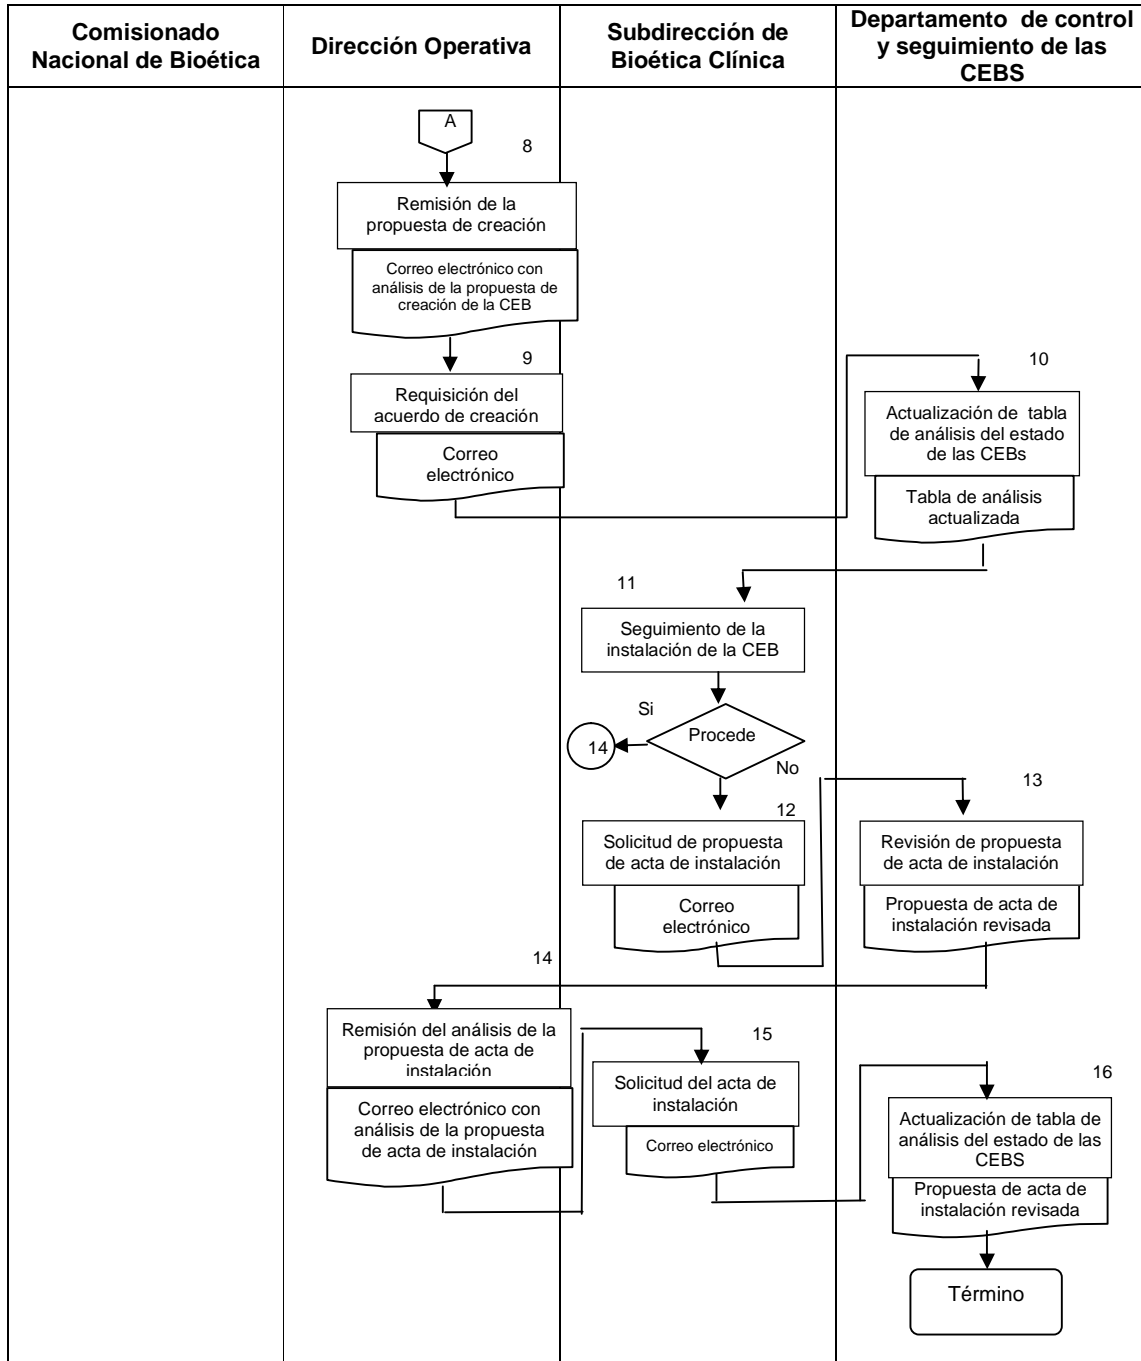 Comisionado
Nacional de Bioética
Dirección Operativa
Subdirección de
Bioética Clínica
Departamento de control
y seguimiento de las
CEBS
A
8
Remisión de la
propuesta de creación
Correo electrónico con
análisis de la propuesta de
creación de la CEB
9
Requisición del
acuerdo de creación
Correo
electrónico
10
Actualización de tabla
de análisis del estado
de las CEBs
Tabla de análisis
actualizada
11
Seguimiento de la
instalación de la CEB
Si
Procede
14
No
12
Solicitud de propuesta
de acta de instalación
Correo
electrónico
13
Revisión de propuesta
de acta de instalación
Propuesta de acta de
instalación revisada
14
Remisión del análisis de la
propuesta de acta de
instalación
Correo electrónico con
análisis de la propuesta
de acta de instalación
15
Solicitud del acta de
instalación
Correo electrónico
16
Actualización de tabla de
análisis del estado de las
CEBS
Propuesta de acta de
instalación revisada
Término